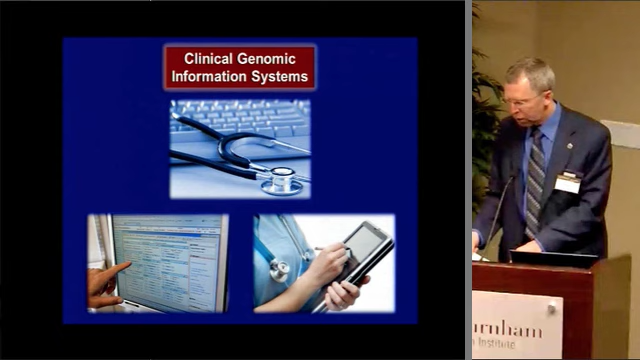 Clinical Genomic
Information Systems
urnham
Institute